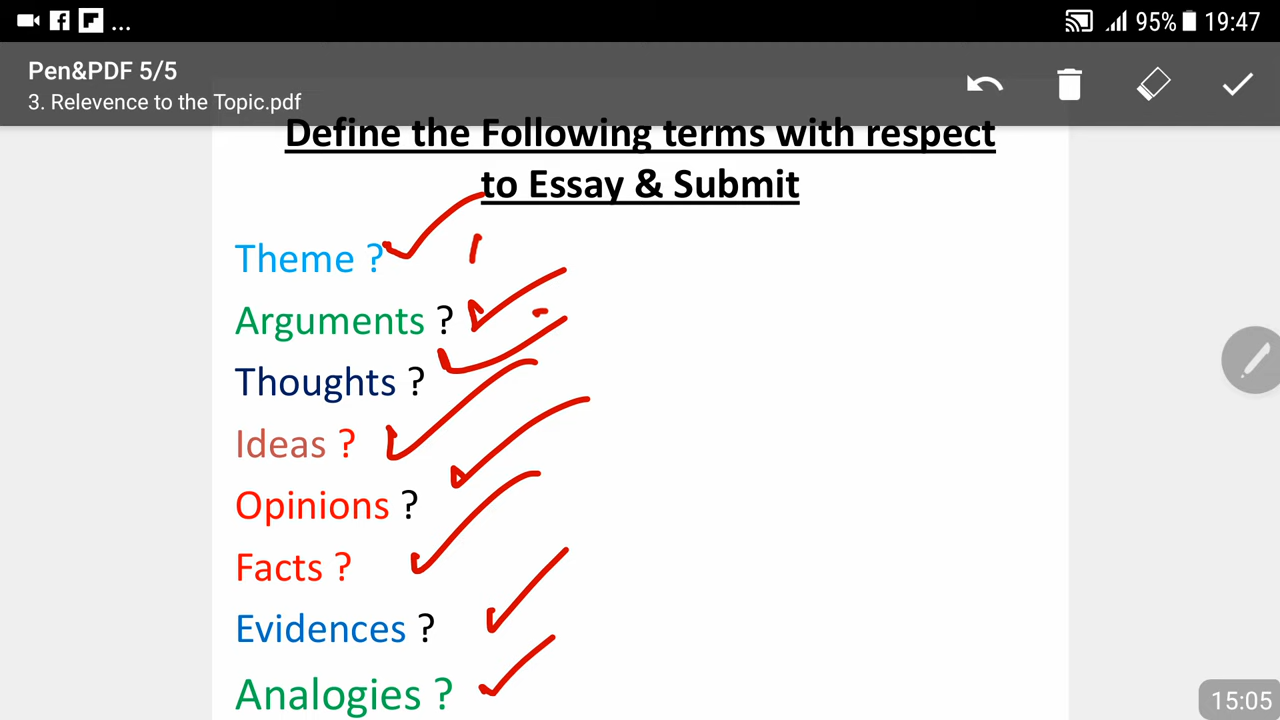 ... 95% 19:47
Pen&PDF 5/5
3. Relevence to the Topic.pdf
Define the Following terms with respect
to Essay & Submit
Theme ?
Arguments ?
Thoughts ?
Ideas ?
Opinions ?
Facts ?
Evidences ?
Analogies ?
15:05